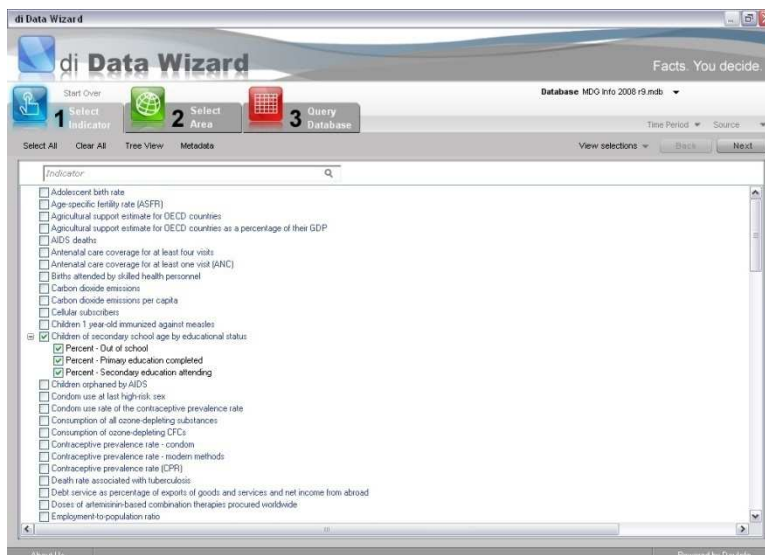 di Data Wizard
di Data Wizard
Facts. You decide.
Start Over
Database MDG Info 2008 r9.mdb
1 Select Indicator
2 Select Area
3 Query Database
Time Period Source
Select All Clear All Tree View Metadata View selections Back Next
Indicator
Adolescent birth rate
Age-specific fertility rate (ASFR)
Agricultural support estimate for OECD countries
Agricultural support estimate for OECD countries as a percentage of their GDP
AIDS deaths
Antenatal care coverage for at least four visits
Antenatal care coverage for at least one visit (ANC)
Births attended by skilled health personnel
Carbon dioxide emissions
Carbon dioxide emissions per capita
Cellular subscribers
Children 1 year-old immunized against measles
Children of secondary school age by educational status
Percent - Out of school
Percent - Primary education completed
Percent - Secondary education attending
Children orphaned by AIDS
Condom use at last high-risk sex
Condom use rate of the contraceptive prevalence rate
Consumption of all ozone-depleting substances
Consumption of ozone-depleting CFCs
Contraceptive prevalence rate - condom
Contraceptive prevalence rate - modern methods
Contraceptive prevalence rate (CPR)
Death rate associated with tuberculosis
Debt service as percentage of exports of goods and services and net income from abroad
Doses of artemisinin-based combination therapies procured worldwide
Employment-to-population ratio